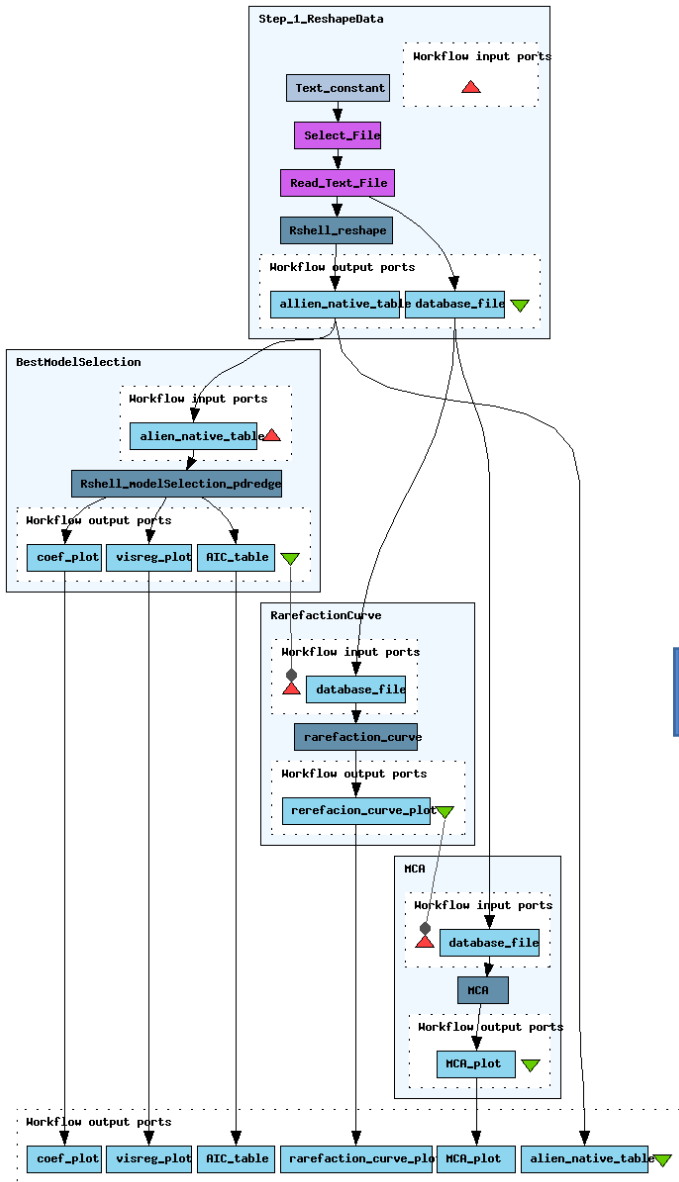 Step_1_ReshapeData
Workflow input ports
Text_constant
Select_File
Read_Text_File
Rshell_reshape
Workflow output ports
allien_native_table
database_file
BestModelSelection
Workflow input ports
alien_native_table
Rshell_modelSelection_pdredge
Workflow output ports
coef_plot
visreg_plot
AIC_table
RarefactionCurve
Workflow input ports
database_file
rarefaction_curve
Workflow output ports
rerefacion_curve_plot
MCA
Workflow input ports
database_file
MCA
Workflow output ports
MCA_plot
Workflow output ports
coef_plot
visreg_plot
AIC_table
rarefaction_curve_plot
MCA_plot
alien_native_table